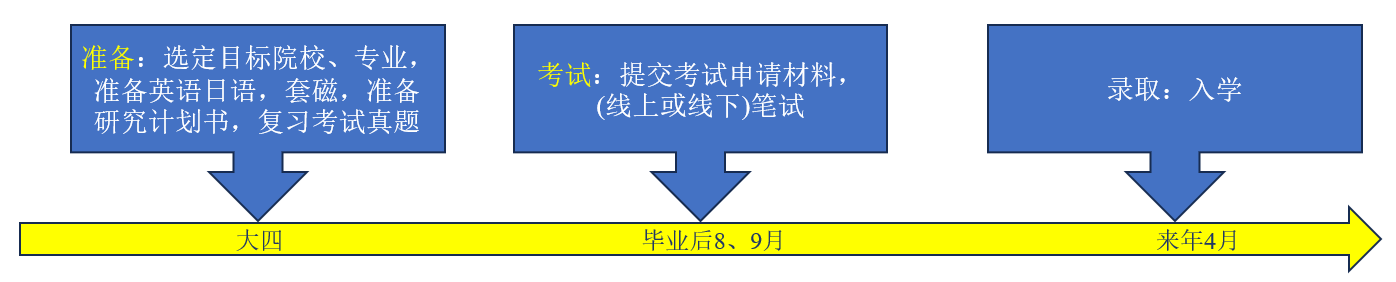 准备：选定目标院校、专业，
准备英语日语，套磁，准备
研究计划书，复习考试真题
考试：提交考试申请材料，
(线上或线下)笔试
录取：入学
大四
毕业后8、9月
来年4月